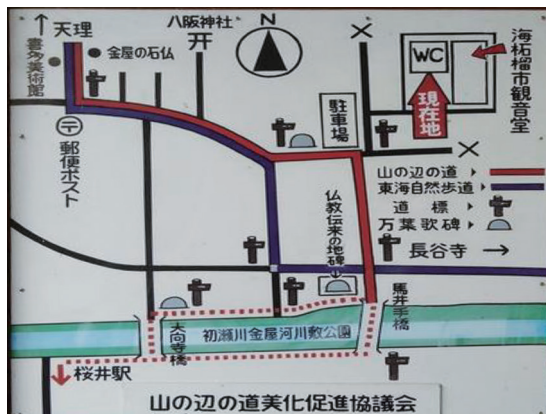 天理
喜多美術館
金屋の石仏
八阪神社
N
WC
現在地
海柘榴市観音堂
駐車場
〒
郵便ポスト
山の辺の道
東海自然歩道
道標
万葉歌碑
長谷寺 →
仏教伝来の地碑
馬井手橋
大向寺橋
初瀬川金屋河川敷公園
桜井駅
山の辺の道美化促進協議会